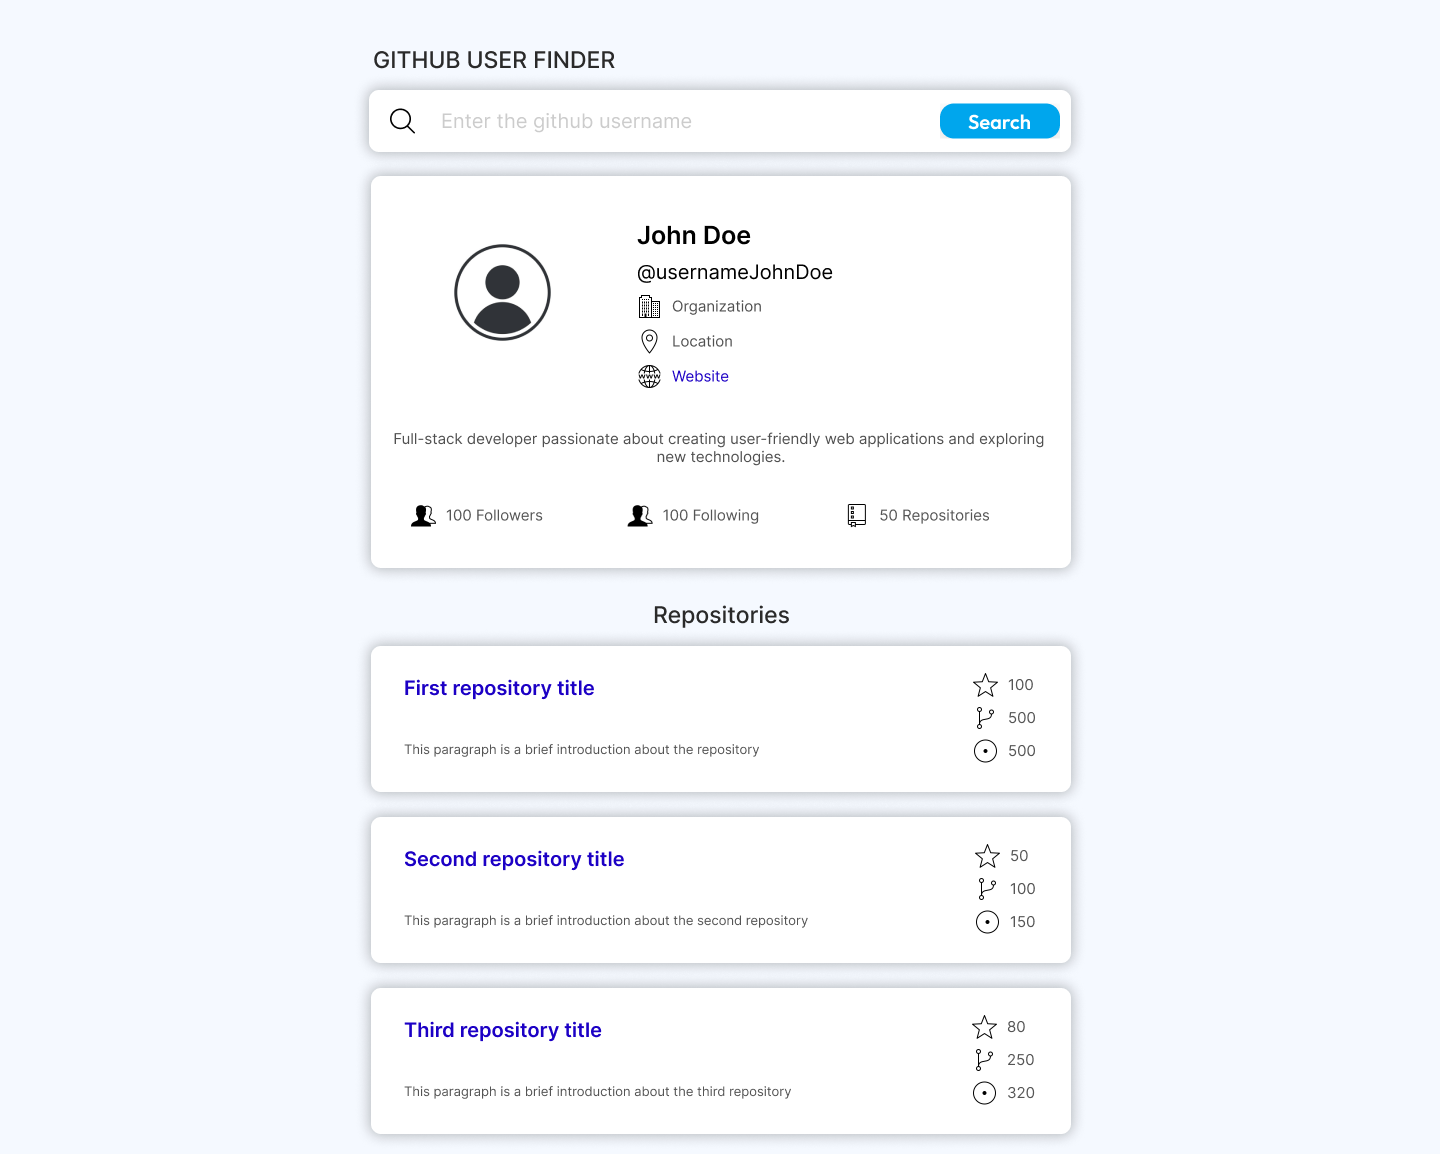 GITHUB USER FINDER
Enter the github username
Search
John Doe
@usernameJohnDoe
Organization
Location
Website
Full-stack developer passionate about creating user-friendly web applications and exploring
new technologies.
100 Followers
100 Following
50 Repositories
Repositories
First repository title
100
500
This paragraph is a brief introduction about the repository
500
Second repository title
50
100
This paragraph is a brief introduction about the second repository
150
Third repository title
80
250
This paragraph is a brief introduction about the third repository
320